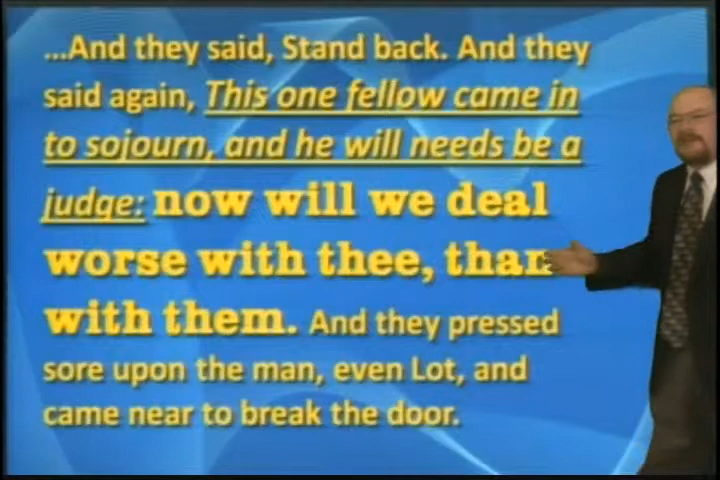 ...And they said, Stand back. And they
said again, This one fellow came in
to sojourn, and he will needs be a
judge: now will we deal
worse with thee, than
with them. And they pressed
sore upon the man, even Lot, and
came near to break the door.